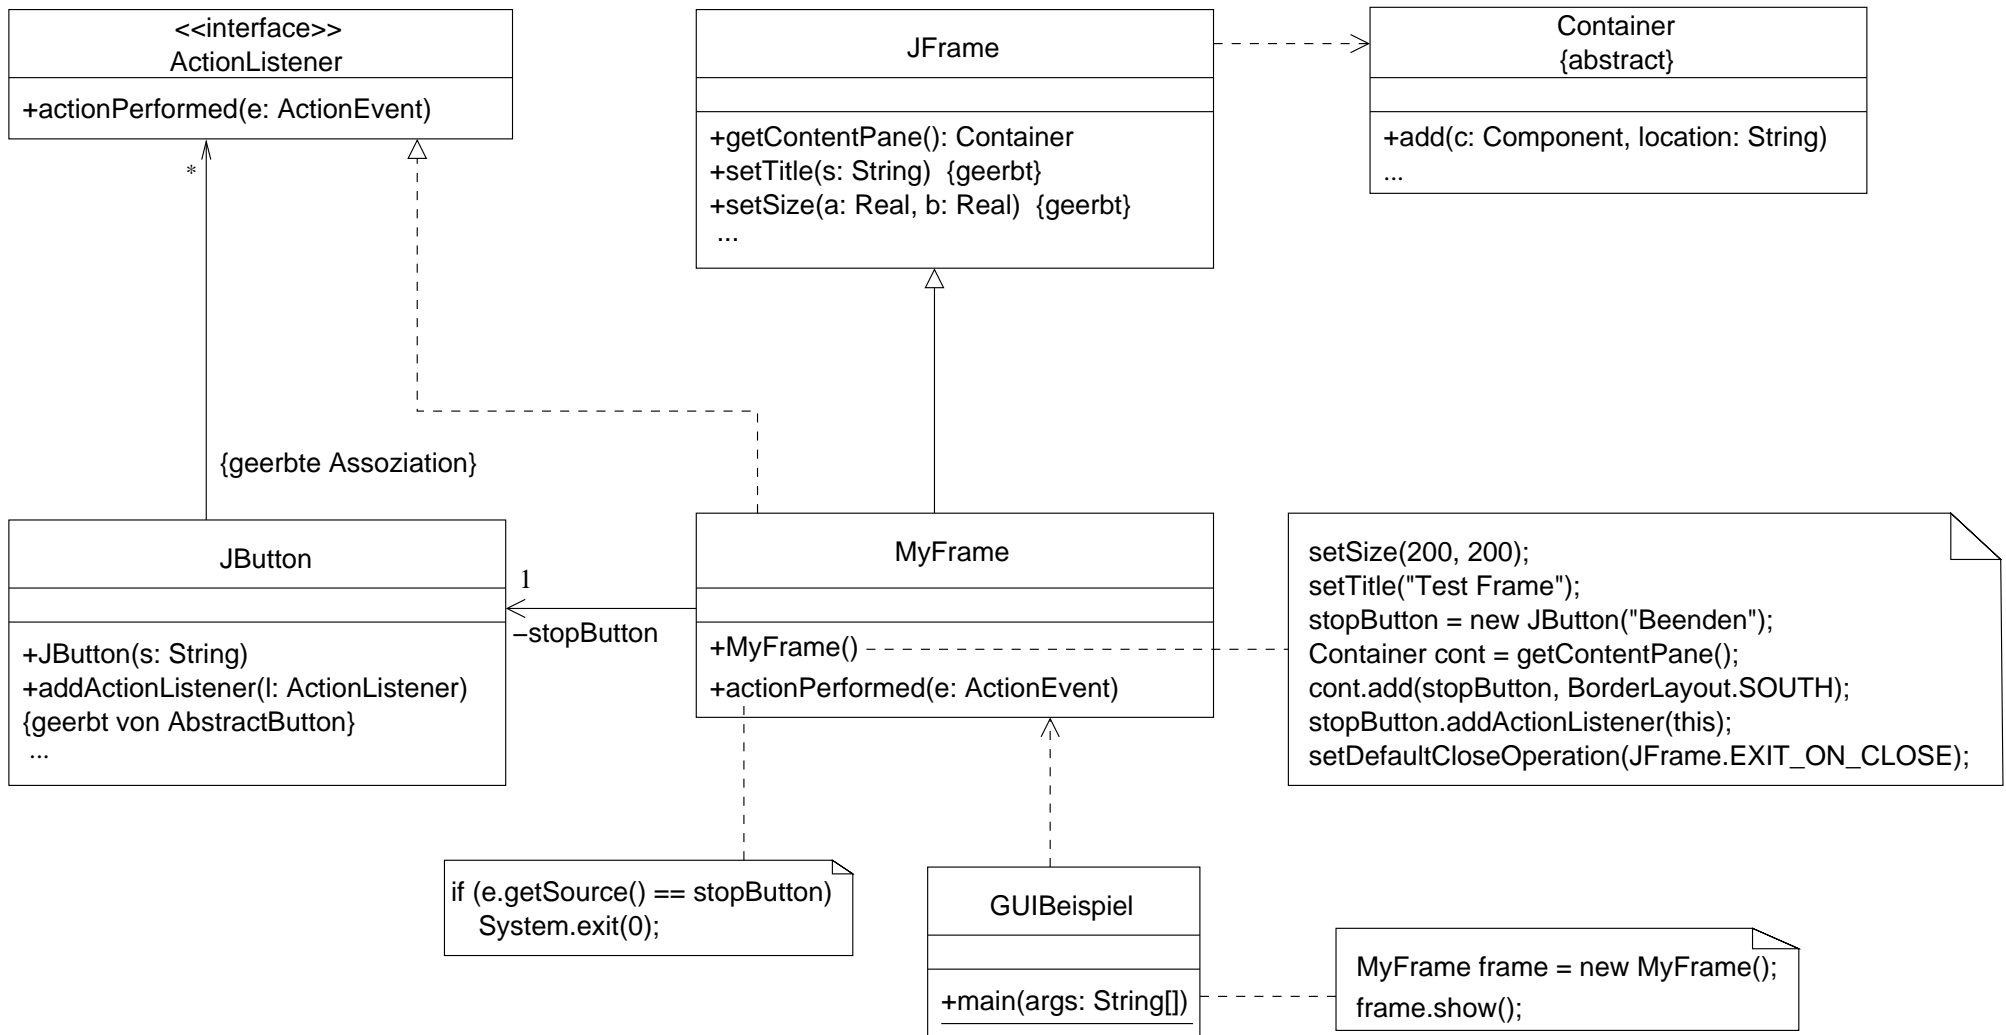 <<interface>>
ActionListener
+actionPerformed(e: ActionEvent)
JFrame
+getContentPane(): Container
+setTitle(s: String)  {geerbt}
+setSize(a: Real, b: Real)  {geerbt}
...
Container
{abstract}
+add(c: Component, location: String)
...
*
{geerbte Assoziation}
JButton
+JButton(s: String)
+addActionListener(l: ActionListener)
{geerbt von AbstractButton}
...
1
–stopButton
MyFrame
+MyFrame()
+actionPerformed(e: ActionEvent)
setSize(200, 200);
setTitle("Test Frame");
stopButton = new JButton("Beenden");
Container cont = getContentPane();
cont.add(stopButton, BorderLayout.SOUTH);
stopButton.addActionListener(this);
setDefaultCloseOperation(JFrame.EXIT_ON_CLOSE);
if (e.getSource() == stopButton)
System.exit(0);
GUIBeispiel
+main(args: String[])
MyFrame frame = new MyFrame();
frame.show();